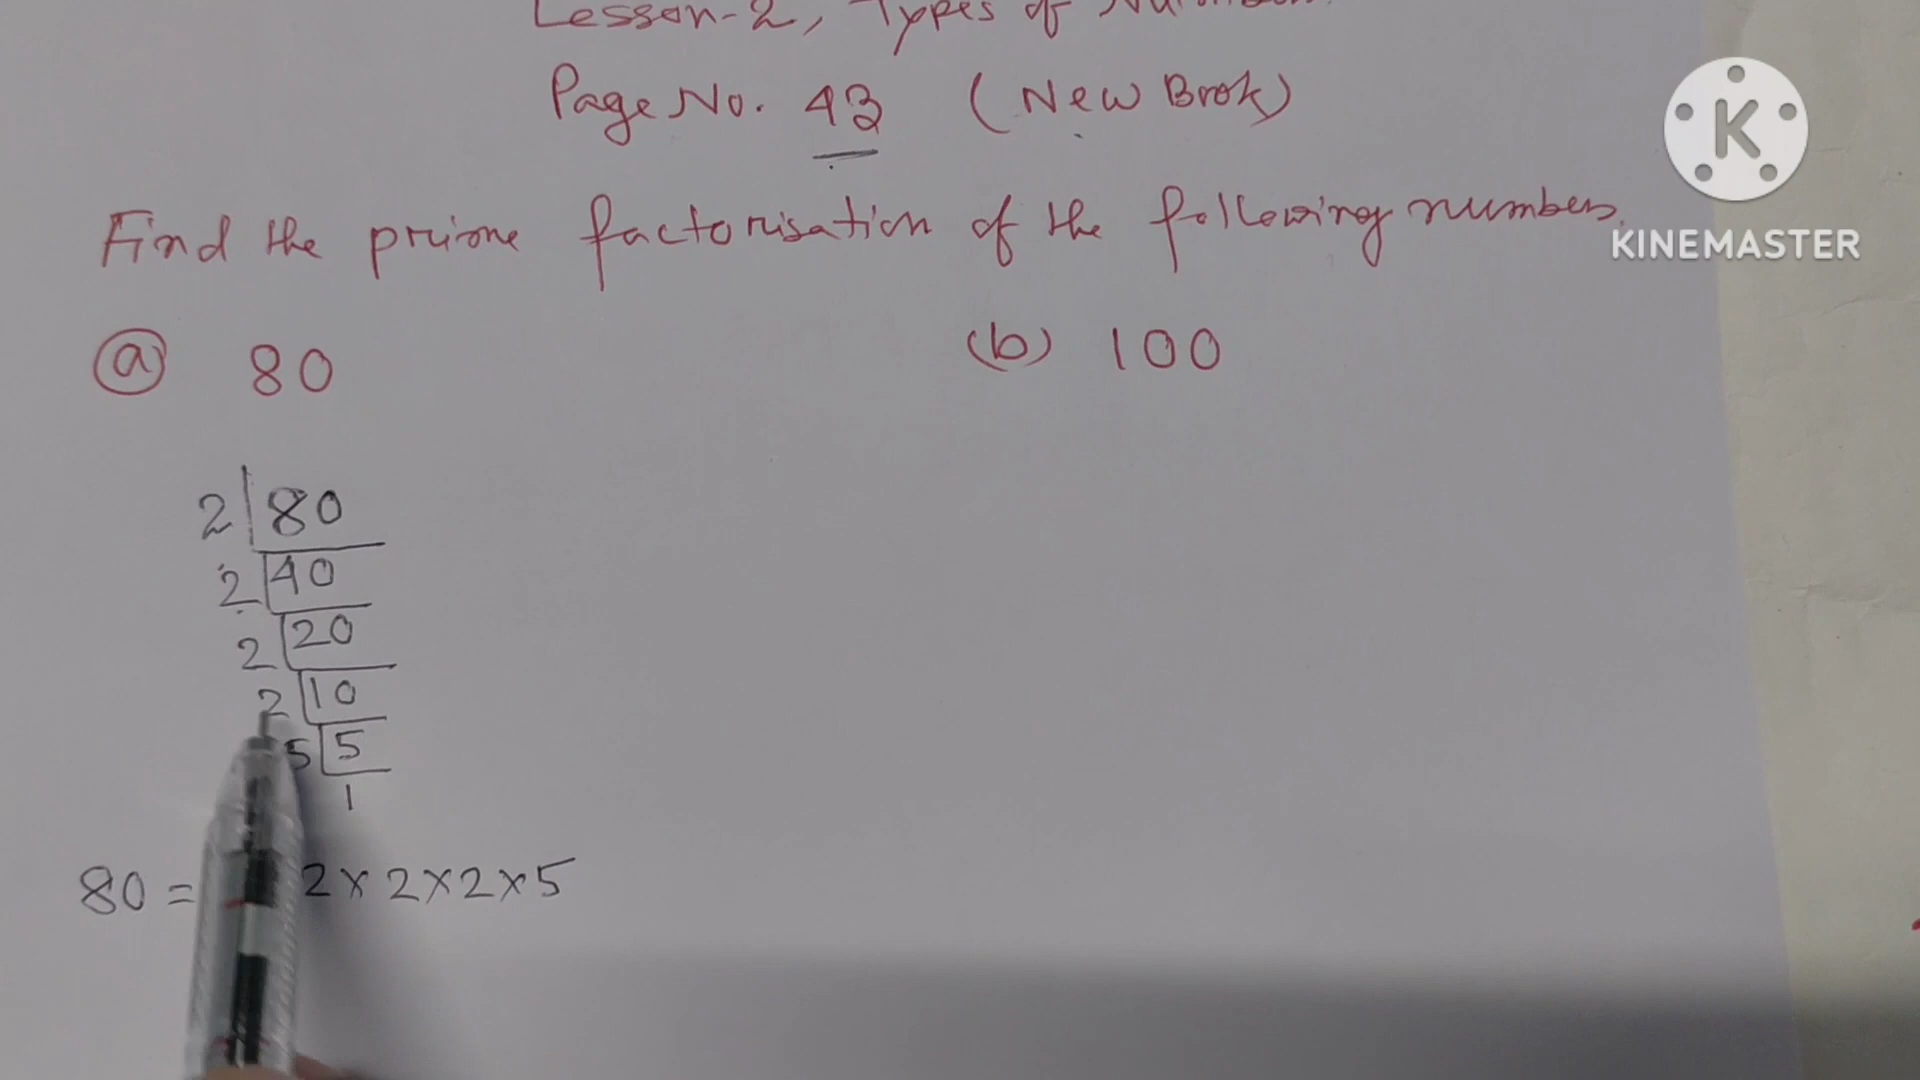 Lesson-2, Types of
Page No. 43 (New Book)
Find the prime factorisation of the following numbers.
KINEMASTER
(a) 80 (b) 100
2 | 80
2 | 40
2 | 20
2 | 10
5 | 5
1
80 = 2×2×2×5